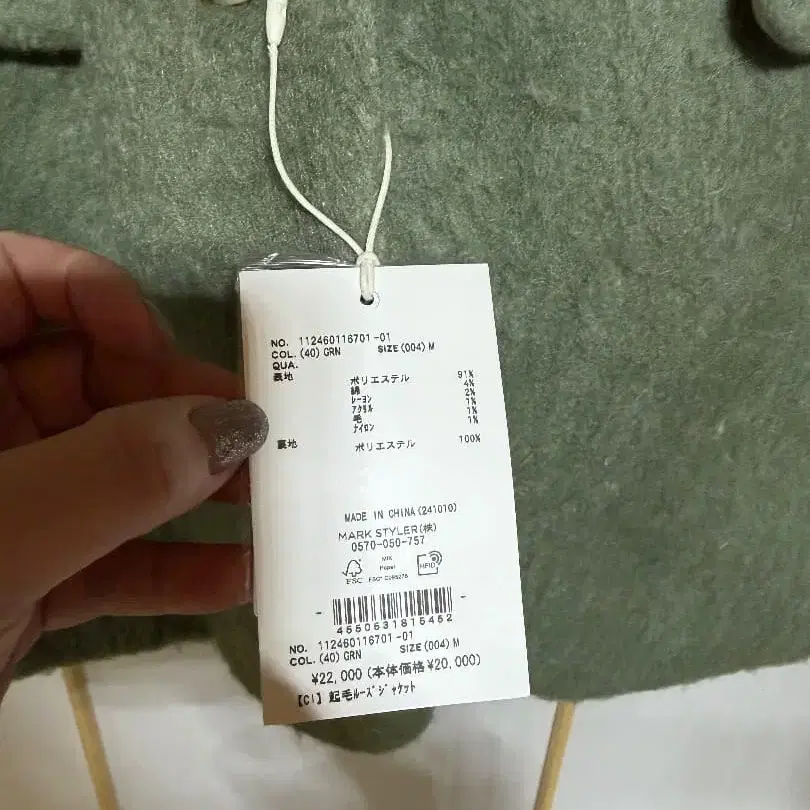 NO. 112460116701-01
COL.(40)GRN SIZE(004)M
QUA.
表地 ポリエステル 91%
綿 4%
レーヨン 2%
アクリル 1%
毛 1%
ナイロン 1%
裏地 ポリエステル 100%
MADE IN CHINA(241010)
MARK STYLER(株)
0570-050-757
FSC
MIX
Paper
RFID
4550631815452
NO. 112460116701-01
COL.(40)GRN SIZE(004)M
¥22,000(本体価格¥20,000)
【CI】起毛ルーズジャケット